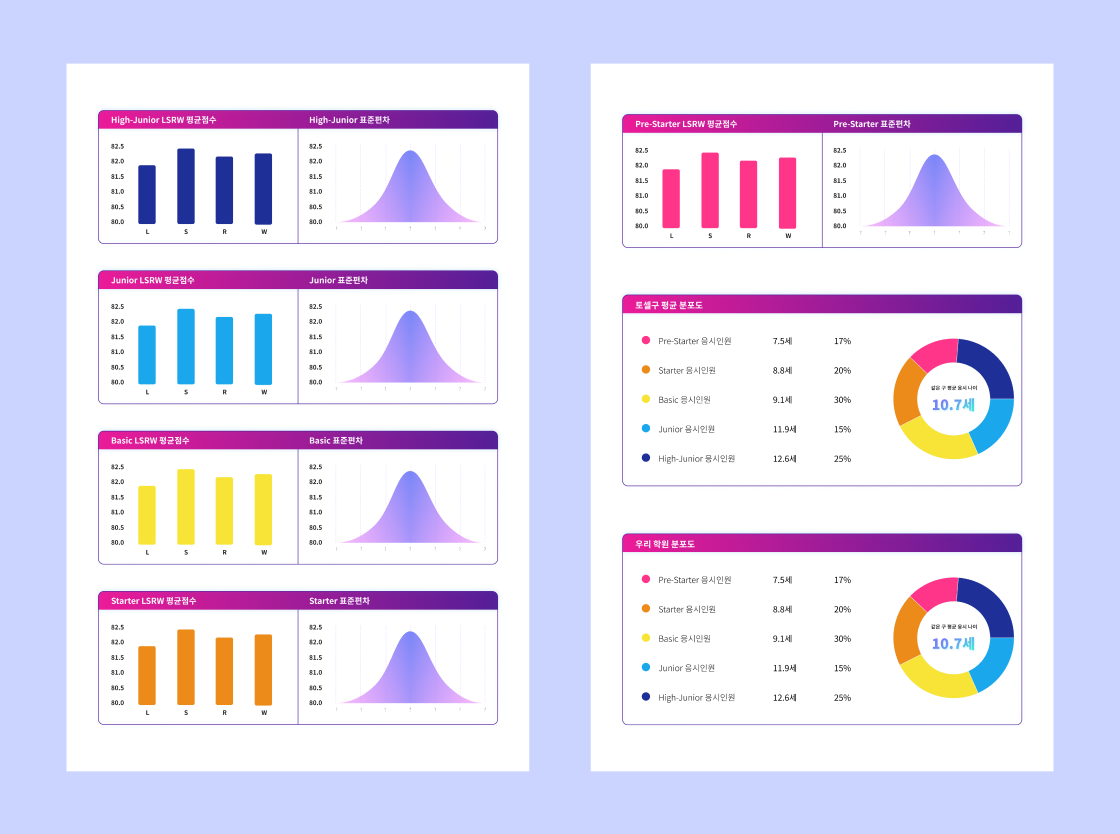 High-Junior LSRW 평균점수 High-Junior 표준편차
82.5 82.5
82.0 82.0
81.5 81.5
81.0 81.0
80.5 80.5
80.0 80.0
L S R W
Junior LSRW 평균점수 Junior 표준편차
82.5 82.5
82.0 82.0
81.5 81.5
81.0 81.0
80.5 80.5
80.0 80.0
L S R W
Basic LSRW 평균점수 Basic 표준편차
82.5 82.5
82.0 82.0
81.5 81.5
81.0 81.0
80.5 80.5
80.0 80.0
L S R W
Starter LSRW 평균점수 Starter 표준편차
82.5 82.5
82.0 82.0
81.5 81.5
81.0 81.0
80.5 80.5
80.0 80.0
L S R W
Pre-Starter LSRW 평균점수 Pre-Starter 표준편차
82.5 82.5
82.0 82.0
81.5 81.5
81.0 81.0
80.5 80.5
80.0 80.0
L S R W
토셀구 평균 분포도
Pre-Starter 응시인원 7.5세 17%
Starter 응시인원 8.8세 20%
Basic 응시인원 9.1세 30%
Junior 응시인원 11.9세 15%
High-Junior 응시인원 12.6세 25%
같은 구 평균 응시 나이
10.7세
우리 학원 분포도
Pre-Starter 응시인원 7.5세 17%
Starter 응시인원 8.8세 20%
Basic 응시인원 9.1세 30%
Junior 응시인원 11.9세 15%
High-Junior 응시인원 12.6세 25%
같은 구 평균 응시 나이
10.7세